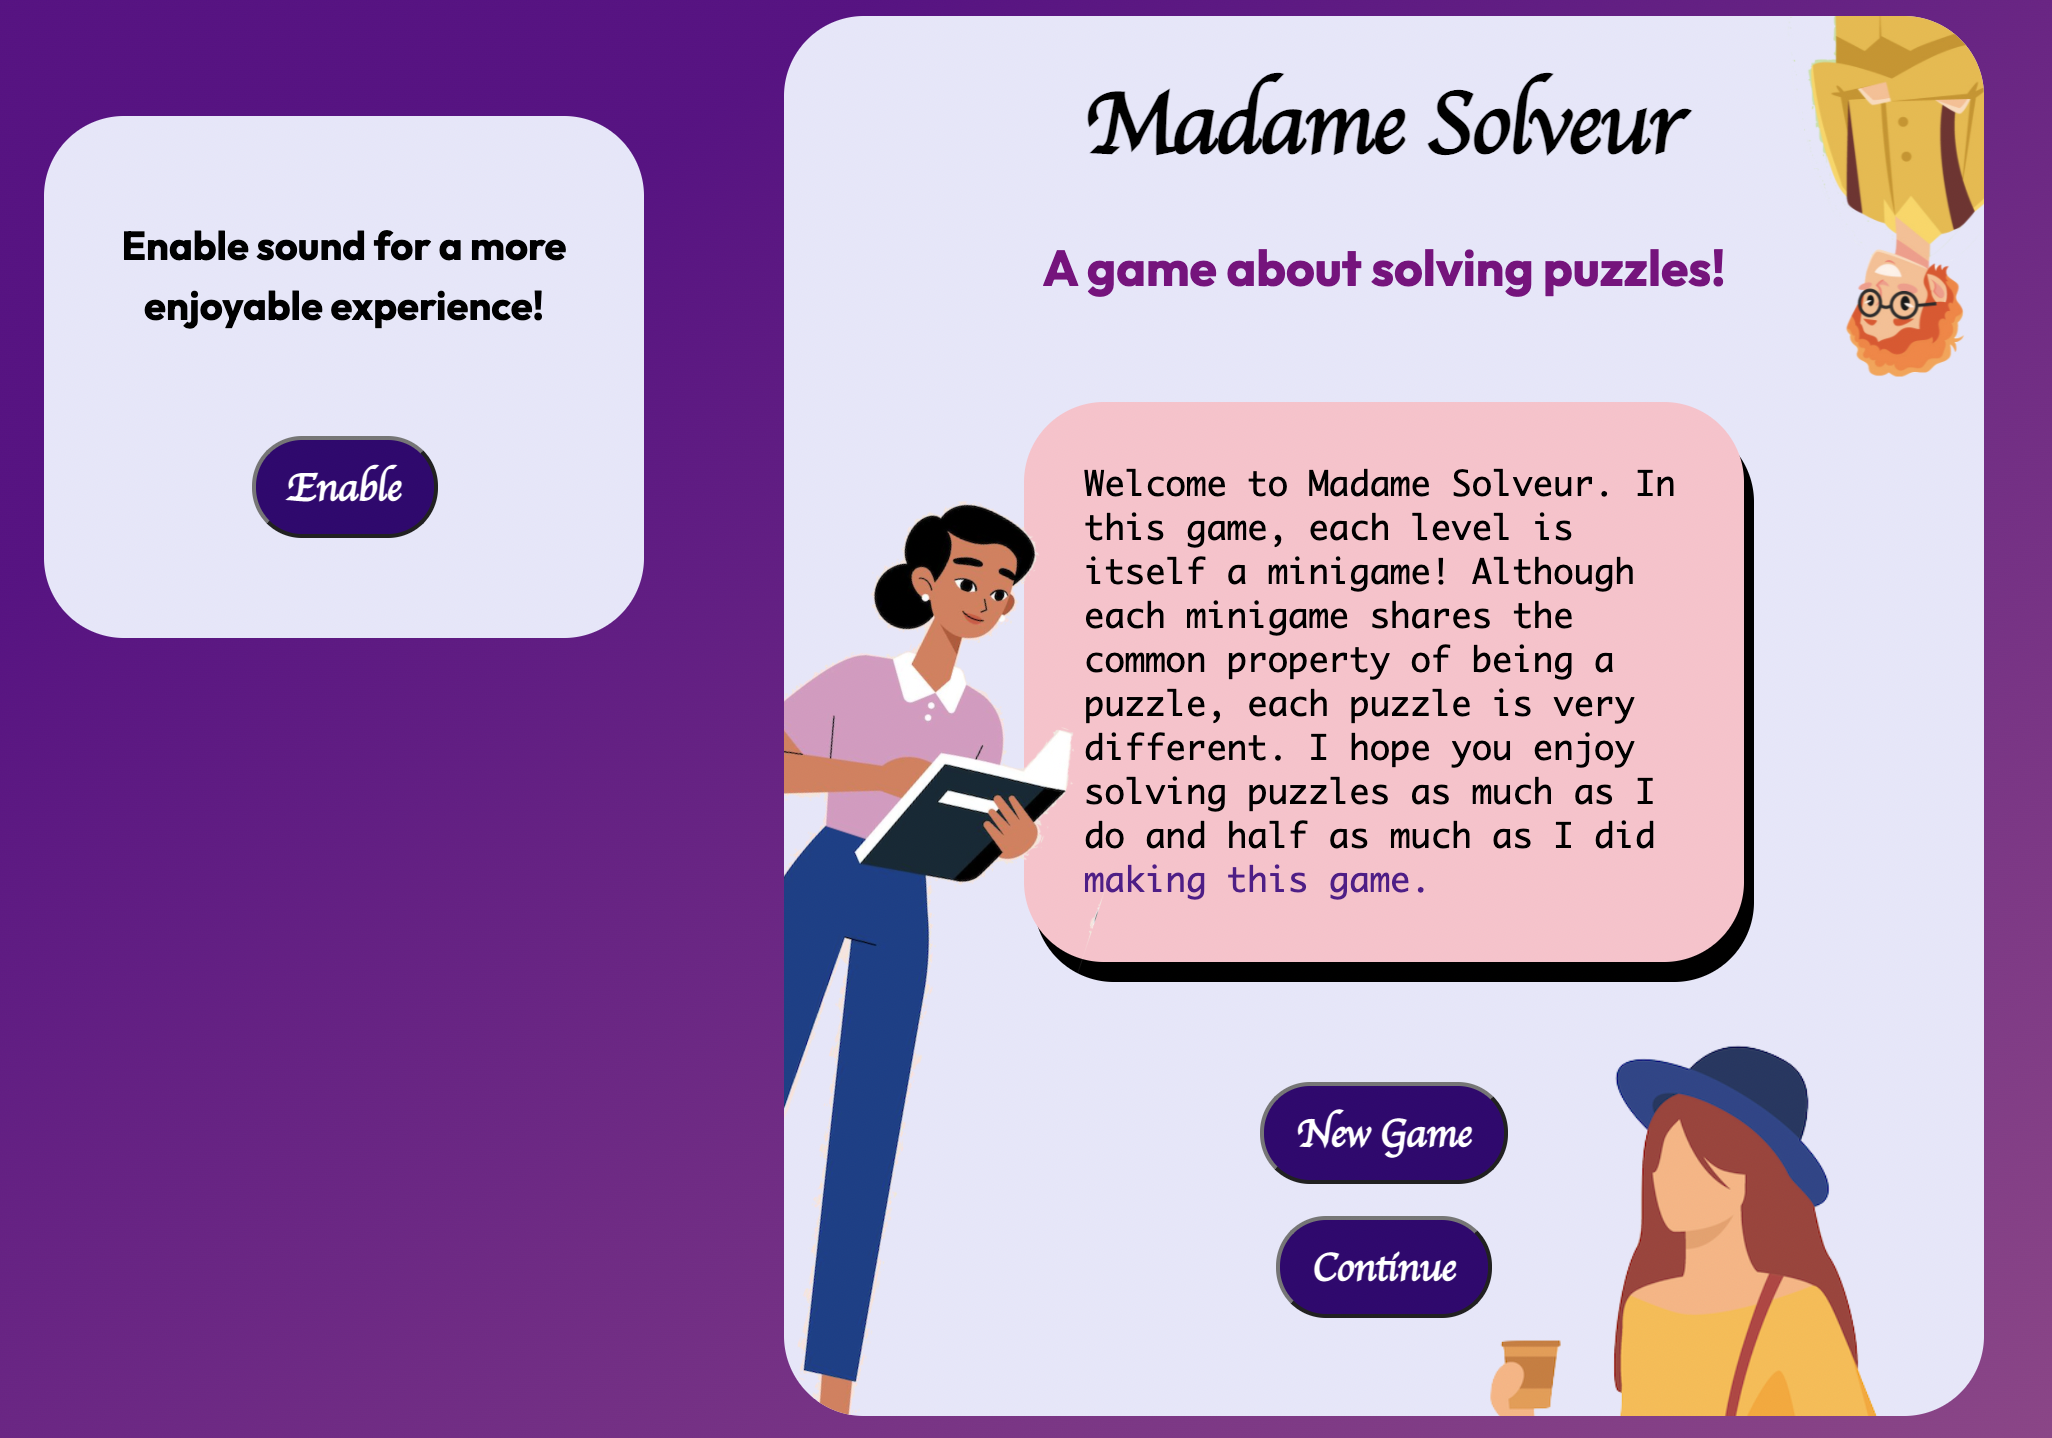 Enable sound for a more
enjoyable experience!
Enable
Madame Solveur
A game about solving puzzles!
Welcome to Madame Solveur. In
this game, each level is
itself a minigame! Although
each minigame shares the
common property of being a
puzzle, each puzzle is very
different. I hope you enjoy
solving puzzles as much as I
do and half as much as I did
making this game.
New Game
Continue